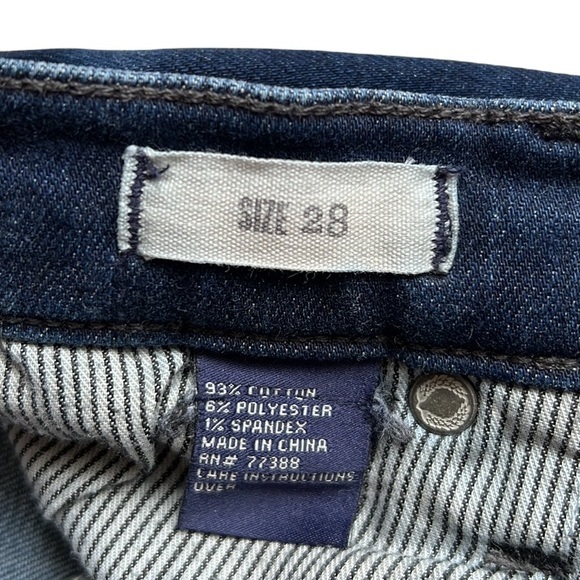 SIZE 28
93% COTTON
6% POLYESTER
1% SPANDEX
MADE IN CHINA
RN# 77388
CARE INSTRUCTIONS
OVER